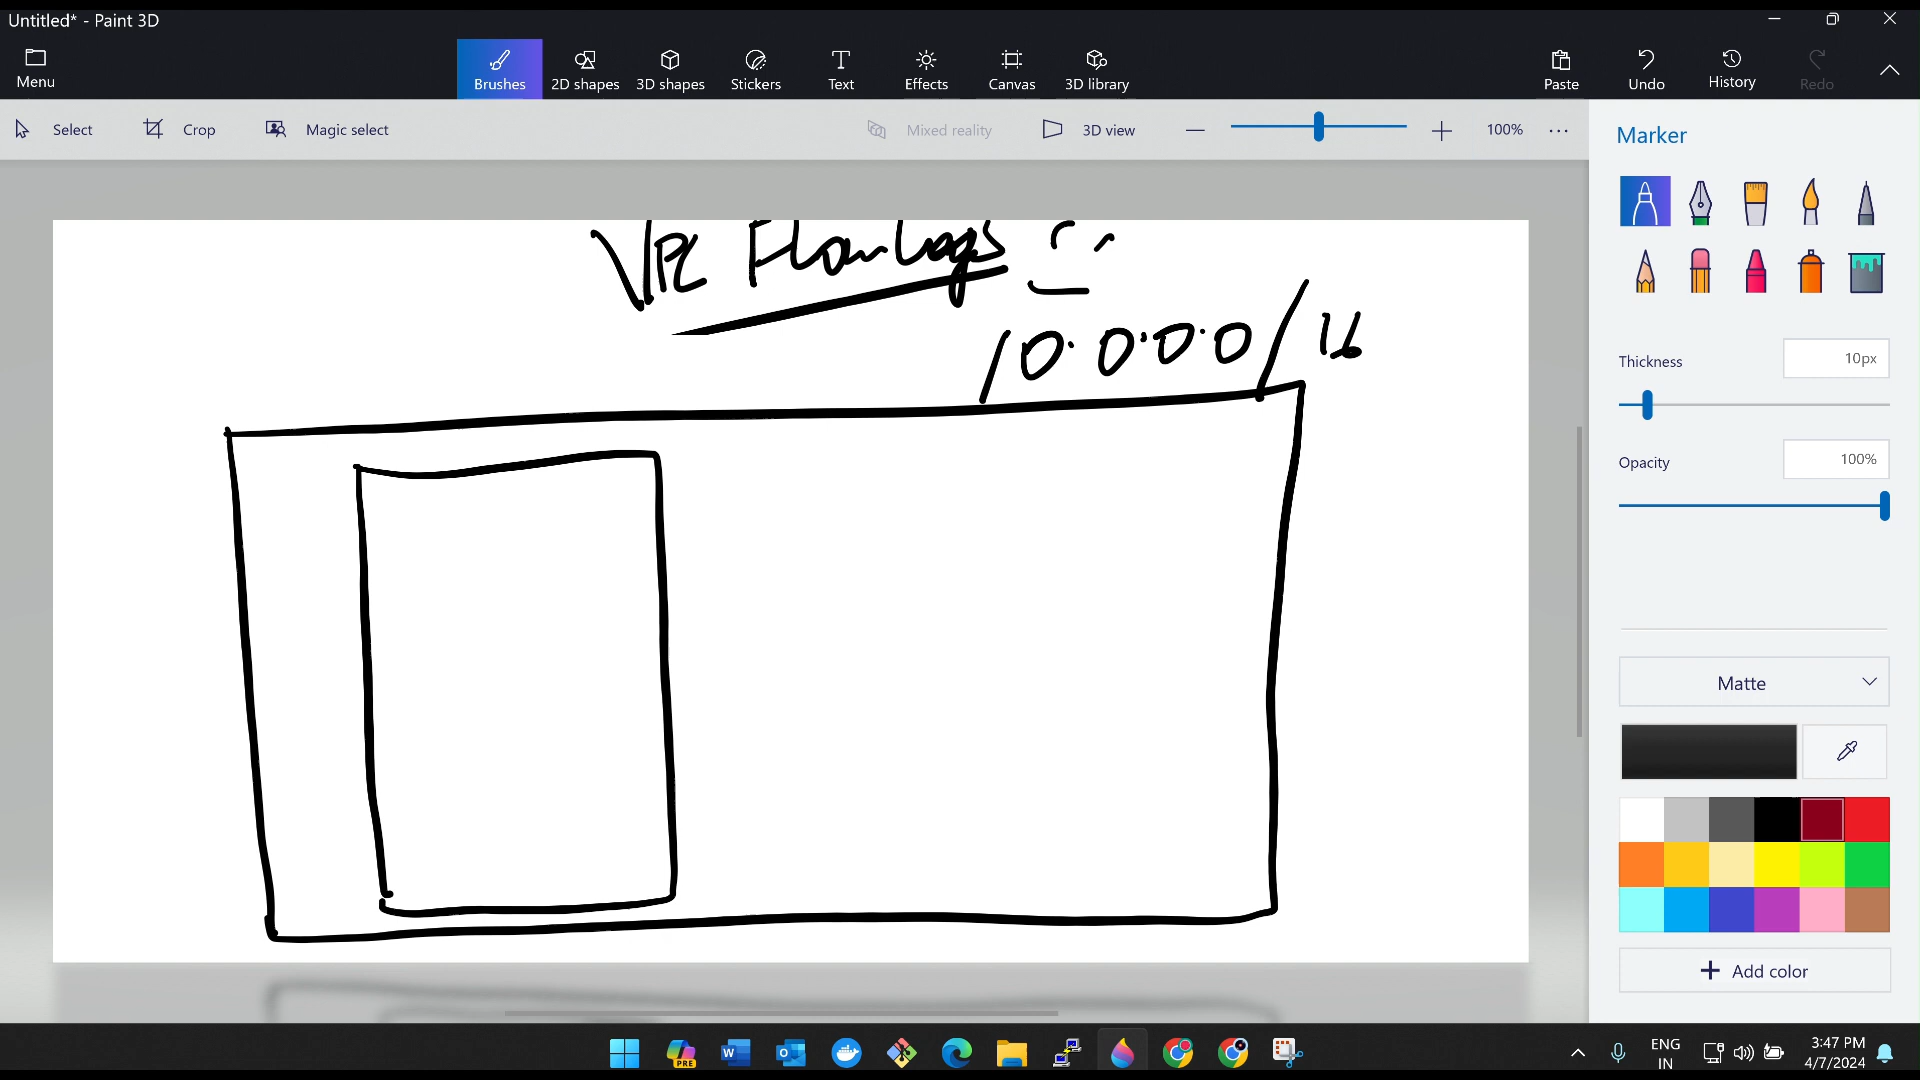 Untitled* - Paint 3D
Menu
Brushes
2D shapes
3D shapes
Stickers
Text
Effects
Canvas
3D library
Paste
Undo
History
Redo
Select
Crop
Magic select
Mixed reality
3D view
100%
Marker
VPC Flow Logs :-
10.0.0.0/16
Thickness
10px
Opacity
100%
Matte
Add color
PRE
ENG
IN
3:47 PM
4/7/2024